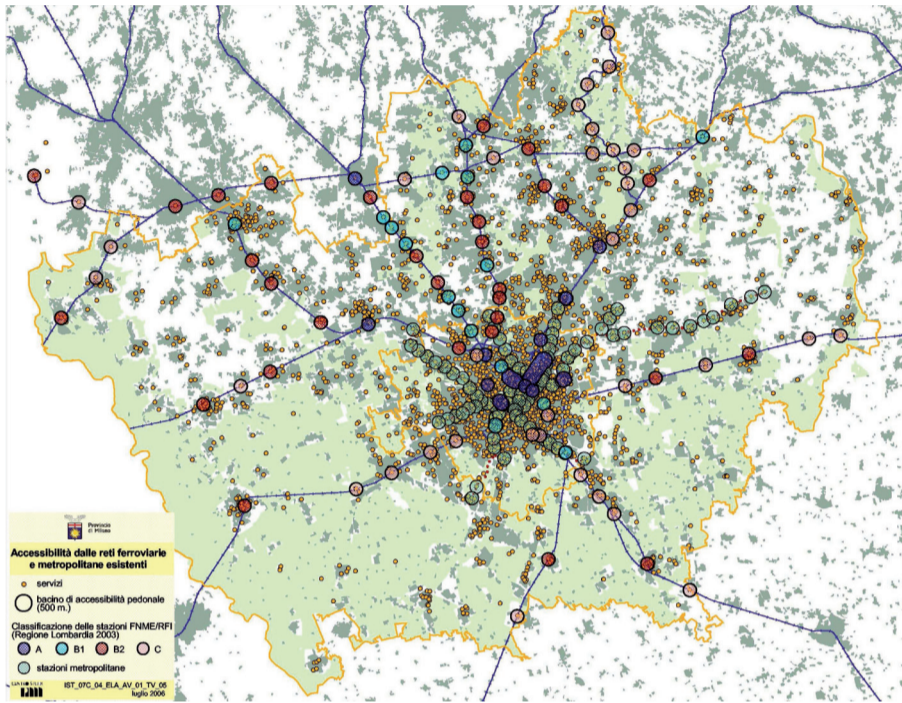 Provincia
di Milano
Accessibilità dalle reti ferroviarie
e metropolitane esistenti
servizi
bacino di accessibilità pedonale
(500 m.)
Classificazione delle stazioni FNME/RFI
(Regione Lombardia 2003)
A B1 B2 C
stazioni metropolitane
IST_07C_04_ELA_AV_01_TV_05
luglio 2006